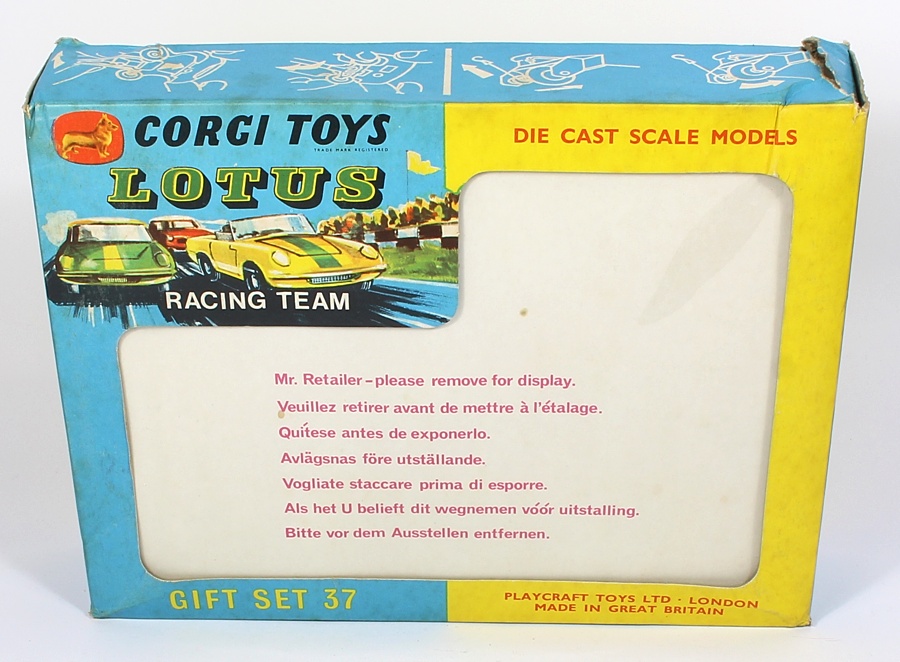 CORGI TOYS
TRADE MARK REGISTERED
LOTUS
RACING TEAM
DIE CAST SCALE MODELS
Mr. Retailer – please remove for display.
Veuillez retirer avant de mettre à l'étalage.
Quítese antes de exponerlo.
Avlägsnas före utställande.
Vogliate staccare prima di esporre.
Als het U belieft dit wegnemen vóór uitstalling.
Bitte vor dem Ausstellen entfernen.
GIFT SET 37
PLAYCRAFT TOYS LTD · LONDON
MADE IN GREAT BRITAIN